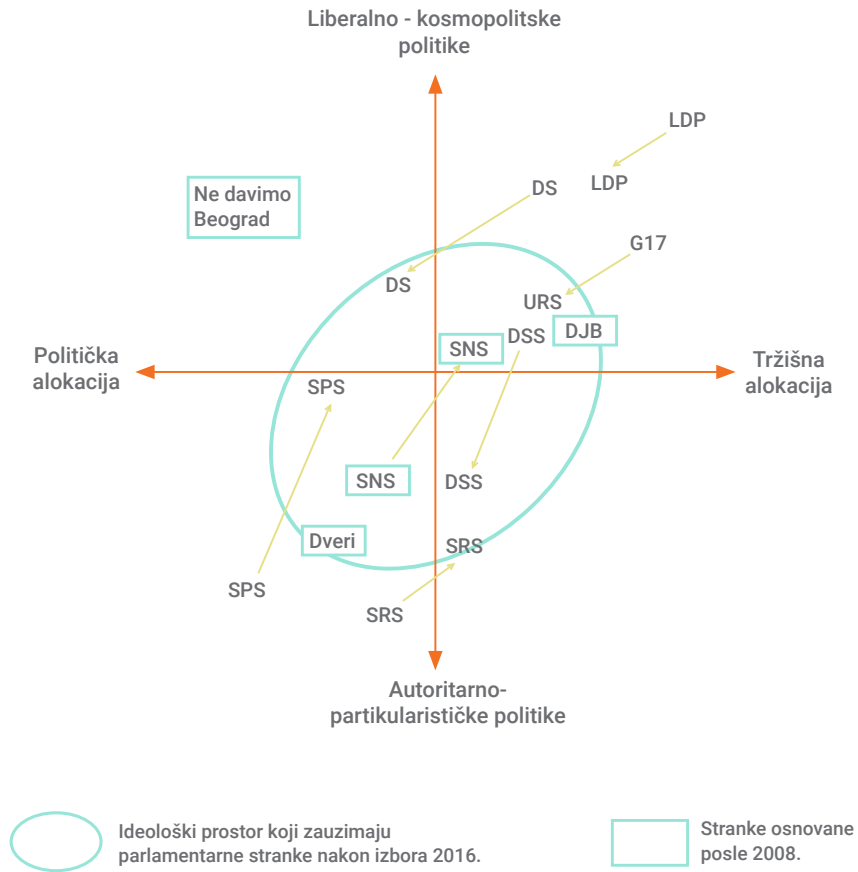 Liberalno - kosmopolitske
politike
LDP
LDP
DS
Ne davimo
Beograd
G17
DS
URS
DJB
DSS
SNS
Politička
alokacija
Tržišna
alokacija
SPS
SNS
DSS
Dveri
SRS
SPS
SRS
Autoritarno-
partikularističke politike
Ideološki prostor koji zauzimaju
parlamentarne stranke nakon izbora 2016.
Stranke osnovane
posle 2008.